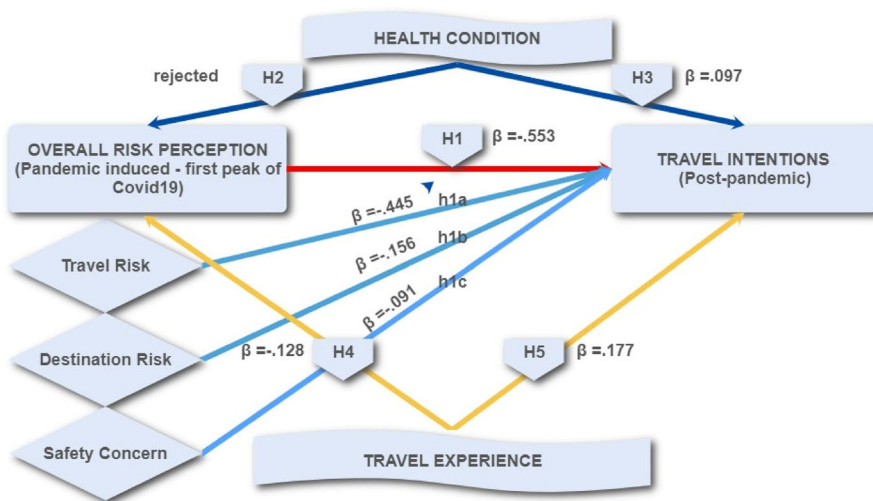 HEALTH CONDITION
rejected
H2
H3
β =.097
OVERALL RISK PERCEPTION
(Pandemic induced - first peak of
Covid19)
H1
β =-.553
TRAVEL INTENTIONS
(Post-pandemic)
β =-.445
h1a
β =-.156
h1b
β =-.091
h1c
Travel Risk
Destination Risk
Safety Concern
β =-.128
H4
H5
β =.177
TRAVEL EXPERIENCE